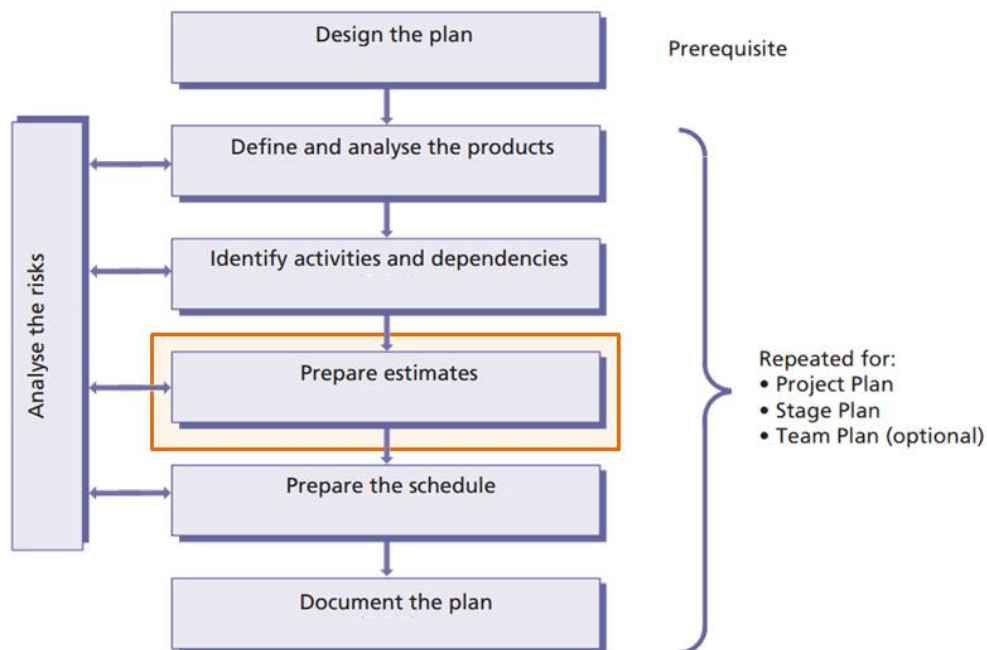 Design the plan
Prerequisite
Define and analyse the products
Identify activities and dependencies
Analyse the risks
Prepare estimates
Repeated for:
• Project Plan
• Stage Plan
• Team Plan (optional)
Prepare the schedule
Document the plan